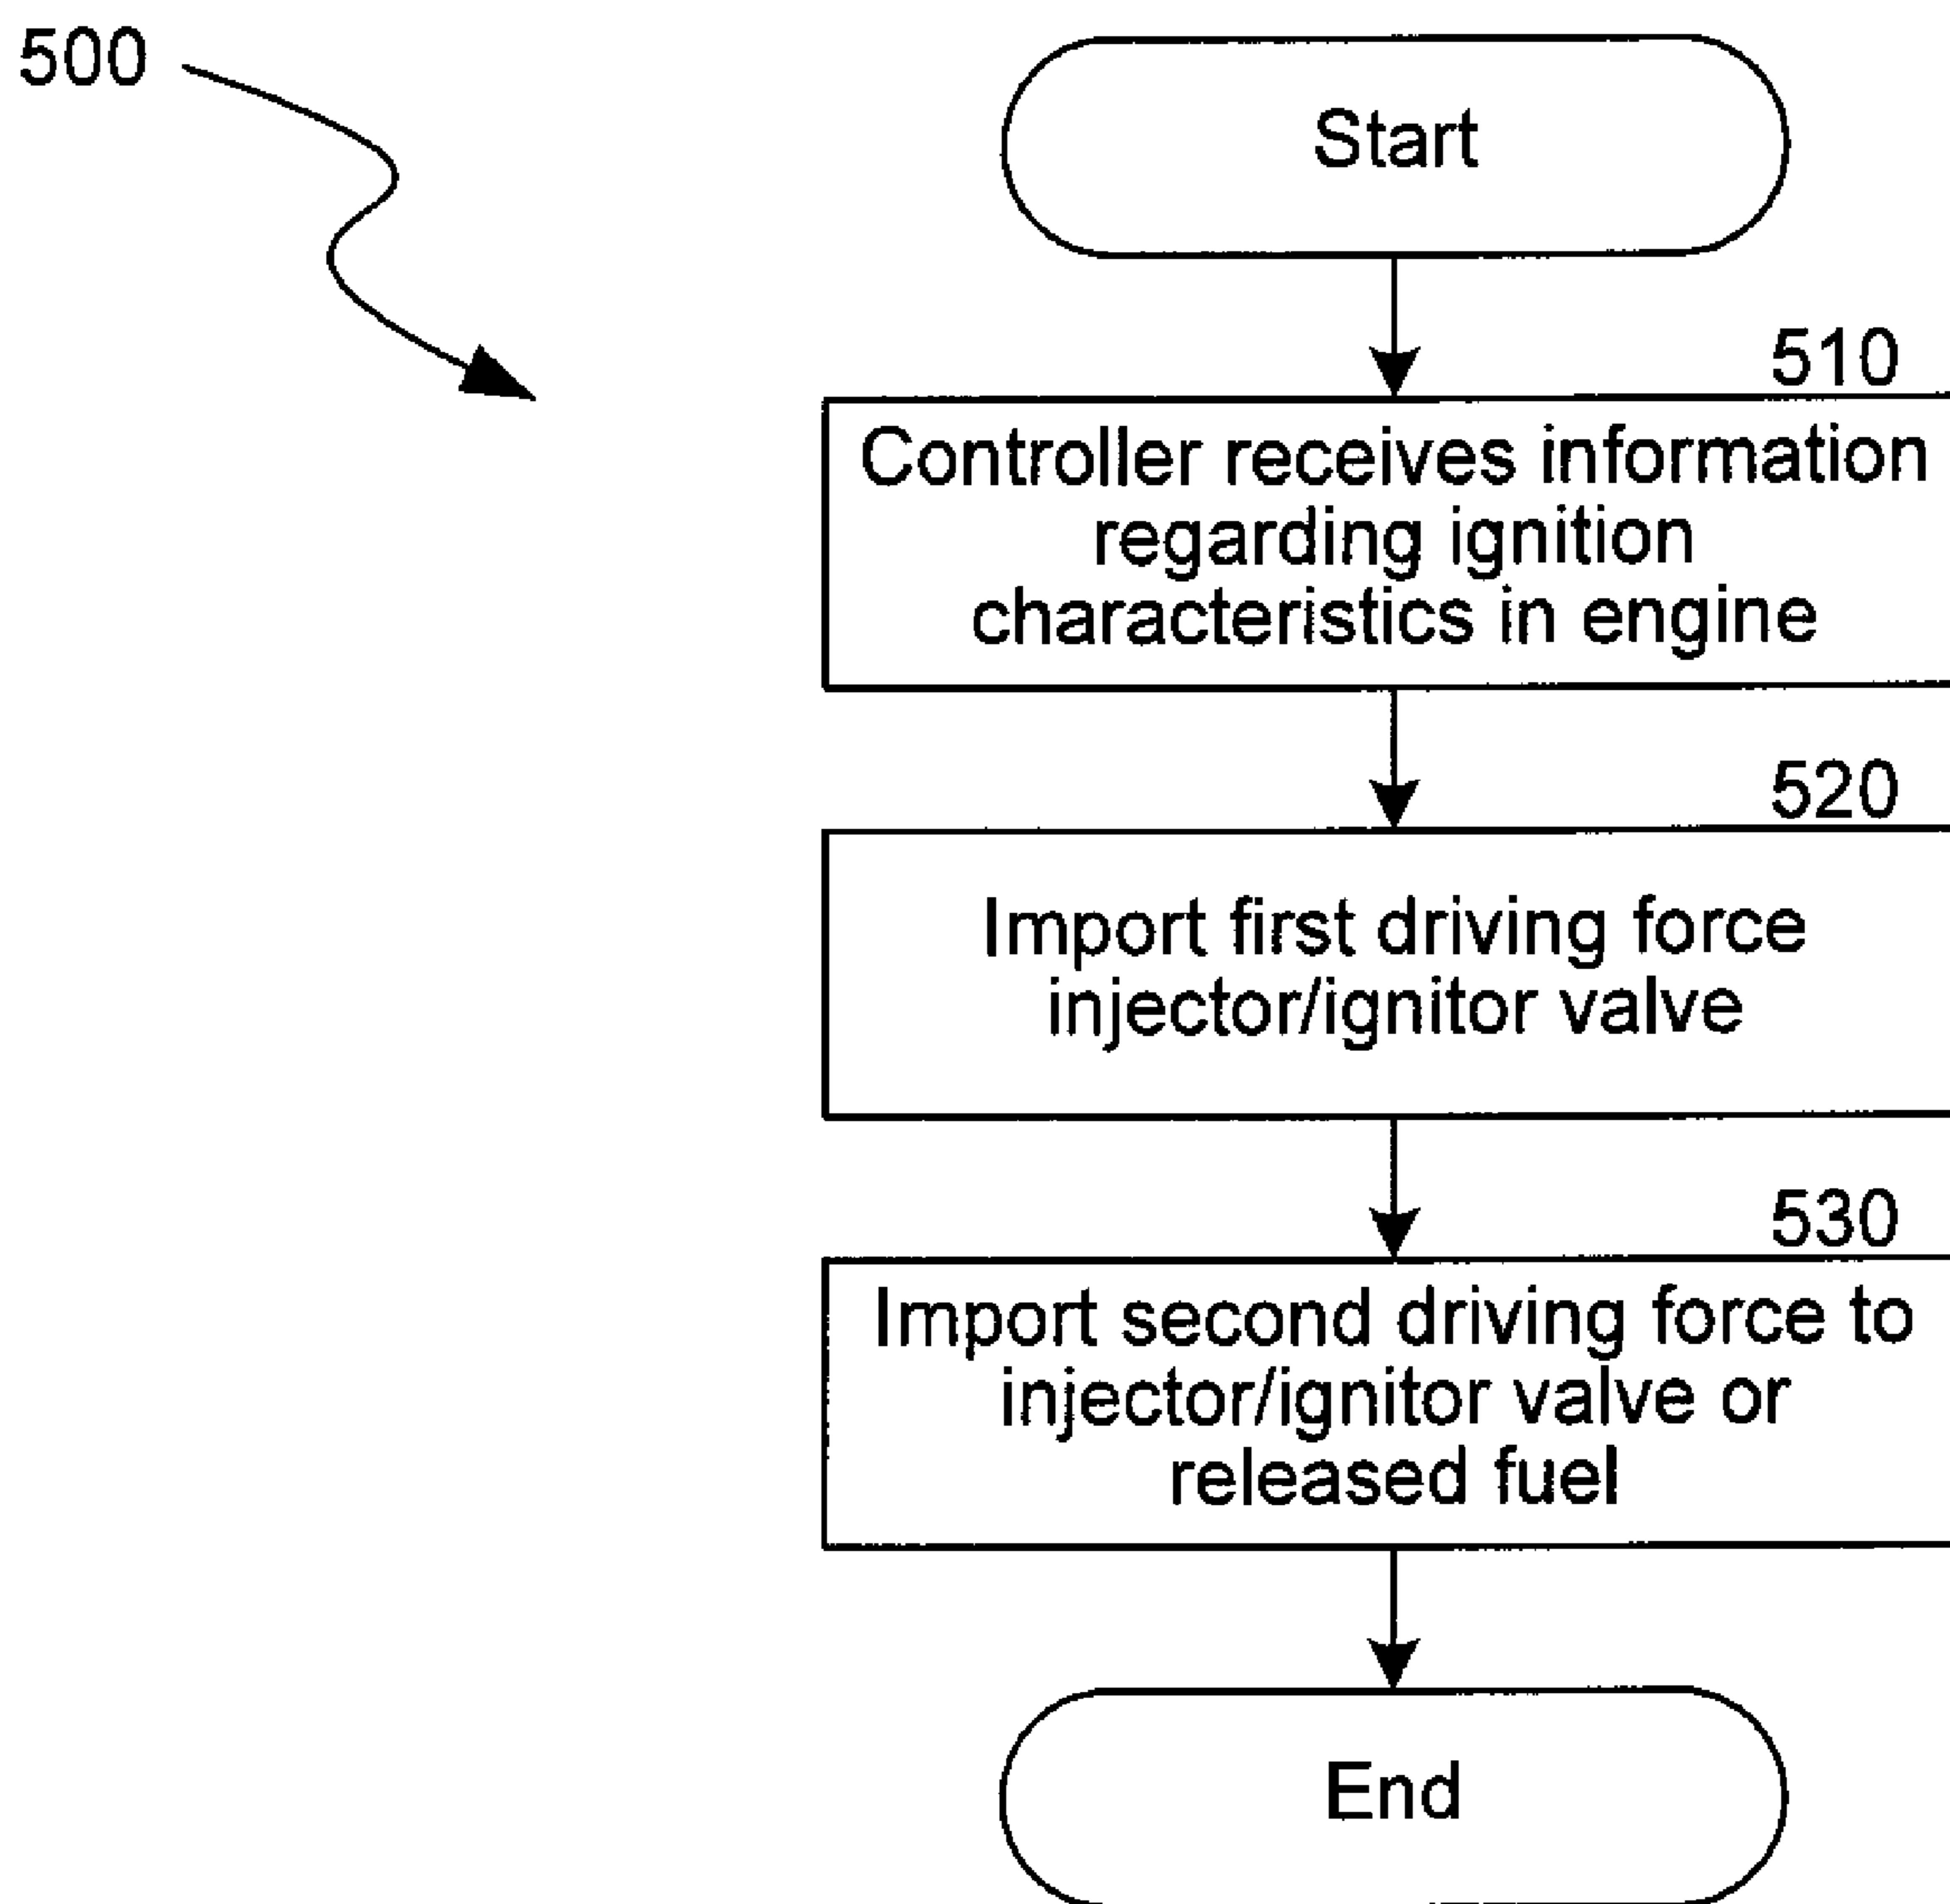 500
Start
510
Controller receives information
regarding ignition
characteristics in engine
520
Import first driving force
injector/ignitor valve
530
Import second driving force to
injector/ignitor valve or
released fuel
End